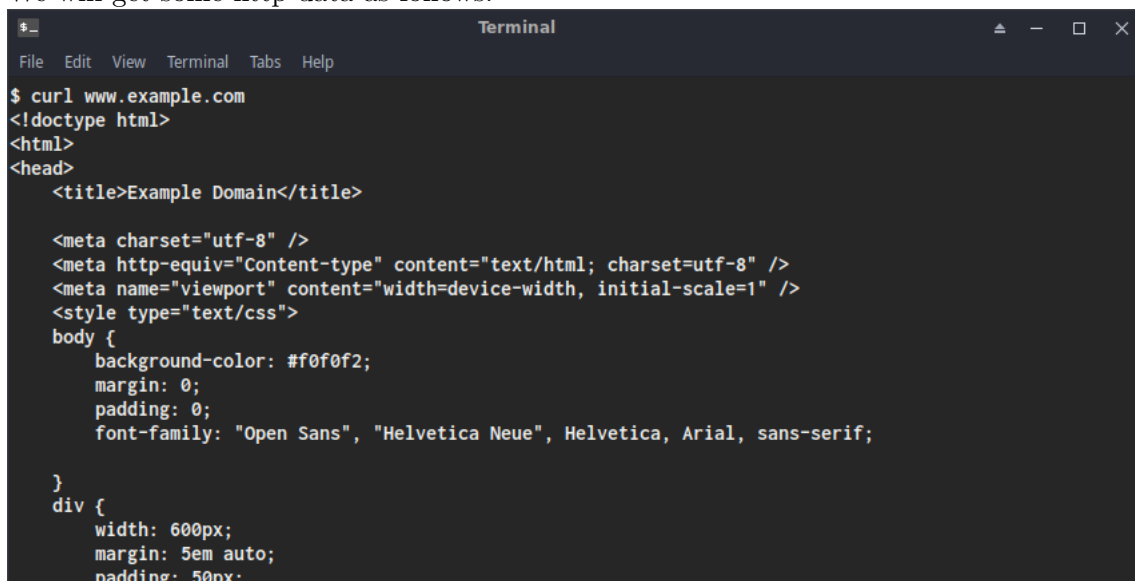 We will get some http data as follows:
$_ Terminal
File Edit View Terminal Tabs Help
$ curl www.example.com
<!doctype html>
<html>
<head>
    <title>Example Domain</title>

    <meta charset="utf-8" />
    <meta http-equiv="Content-type" content="text/html; charset=utf-8" />
    <meta name="viewport" content="width=device-width, initial-scale=1" />
    <style type="text/css">
    body {
        background-color: #f0f0f2;
        margin: 0;
        padding: 0;
        font-family: "Open Sans", "Helvetica Neue", Helvetica, Arial, sans-serif;

    }
    div {
        width: 600px;
        margin: 5em auto;
        padding: 50px;